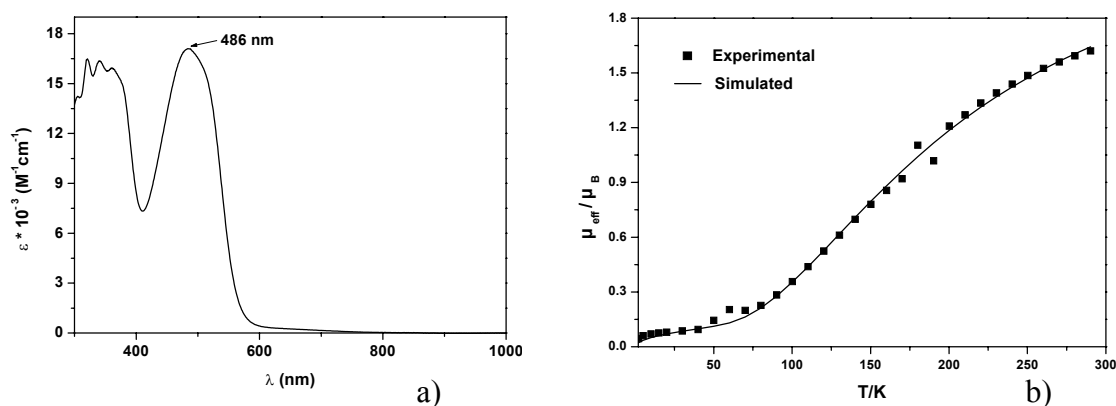 18
15
12
9
6
3
0
ε * 10⁻³ (M⁻¹cm⁻¹)
486 nm
400 600 800 1000
λ (nm)
a)
1.8
1.5
1.2
0.9
0.6
0.3
0.0
μ eff / μ B
Experimental
Simulated
50 100 150 200 250 300
T/K
b)